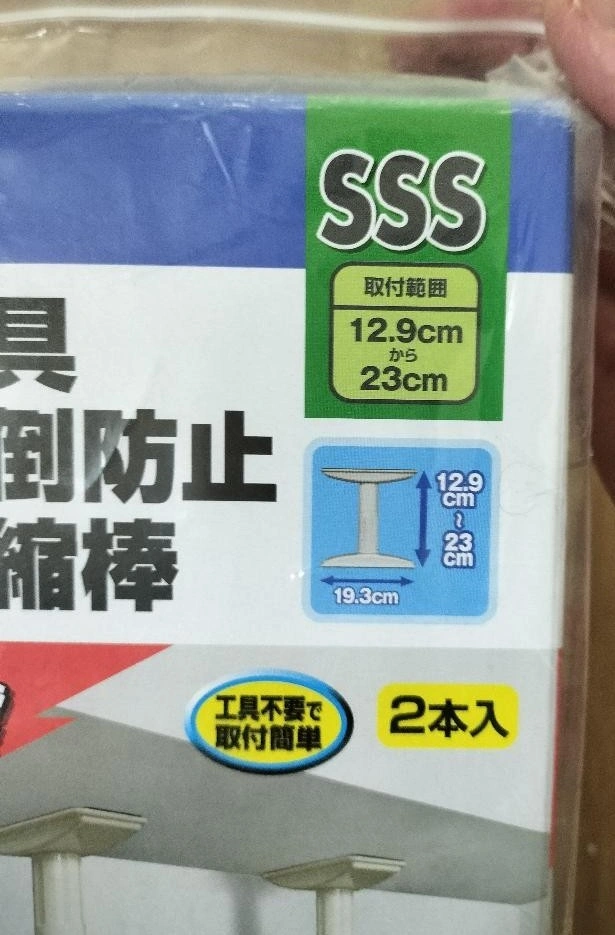 SSS
取付範囲
12.9cm
から
23cm
具
倒防止
縮棒
12.9
cm
~
23
cm
19.3cm
工具不要で
取付簡単
2本入